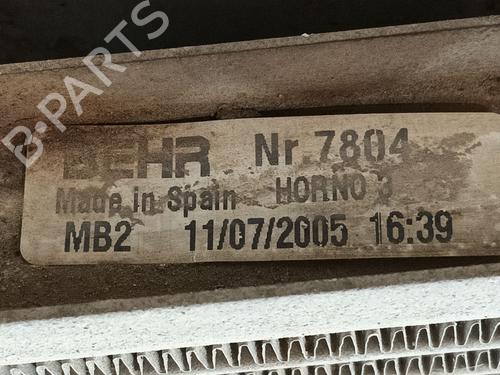 B-PARTS
BEHR Nr. 7804
Made in Spain HORNO 3
MB2 11/07/2005 16:39